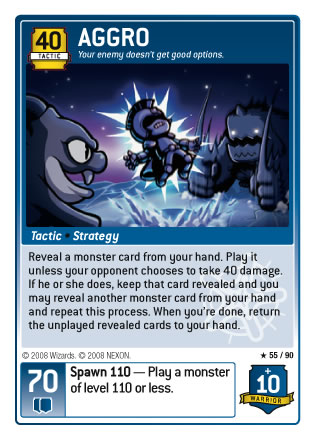 40
TACTIC
AGGRO
Your enemy doesn't get good options.
Tactic • Strategy
Reveal a monster card from your hand. Play it
unless your opponent chooses to take 40 damage.
If he or she does, keep that card revealed and you
may reveal another monster card from your hand
and repeat this process. When you're done, return
the unplayed revealed cards to your hand.
© 2008 Wizards. © 2008 NEXON.
★ 55 / 90
70
Spawn 110 — Play a monster
of level 110 or less.
+
10
WARRIOR